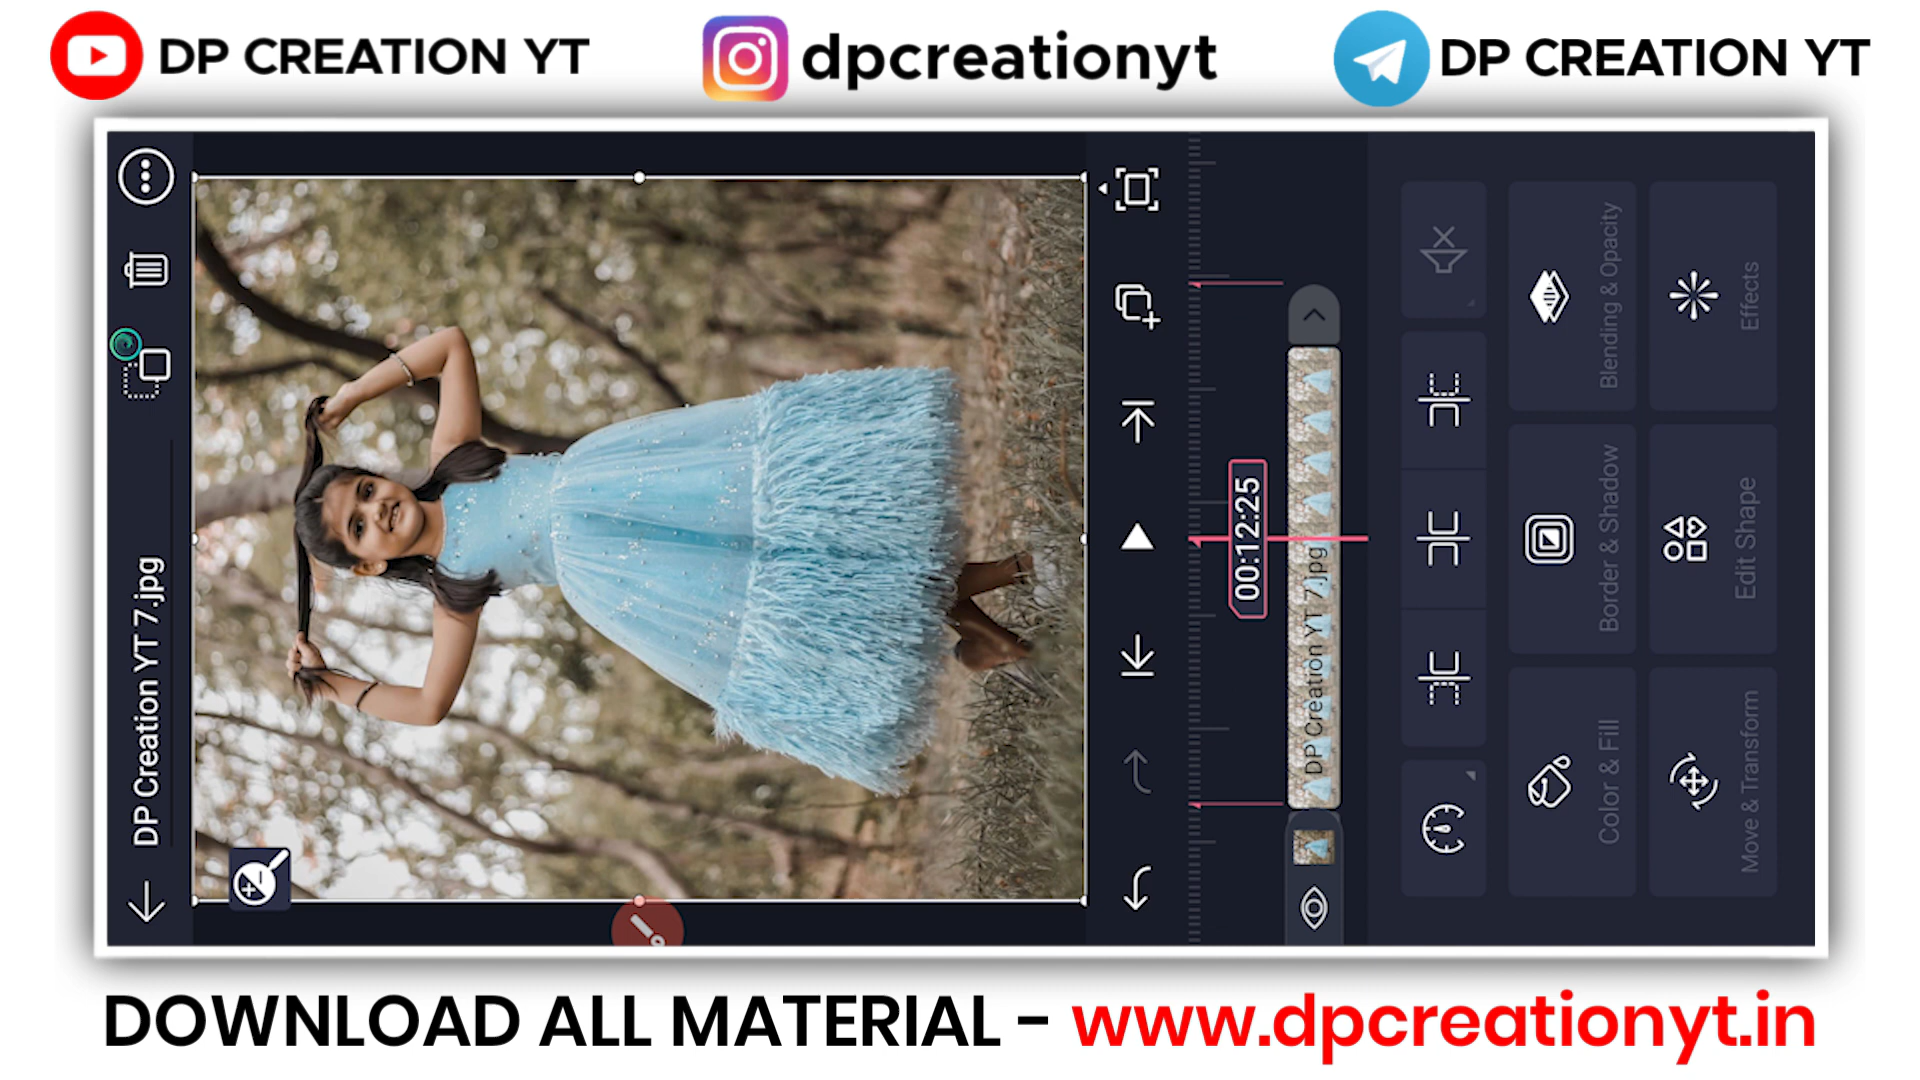 DP CREATION YT
dpcreationyt
DP CREATION YT
DP Creation YT 7.jpg
00:12:25
DP Creation YT 7.jpg
Color & Fill
Border & Shadow
Blending & Opacity
Move & Transform
Edit Shape
Effects
DOWNLOAD ALL MATERIAL - www.dpcreationyt.in